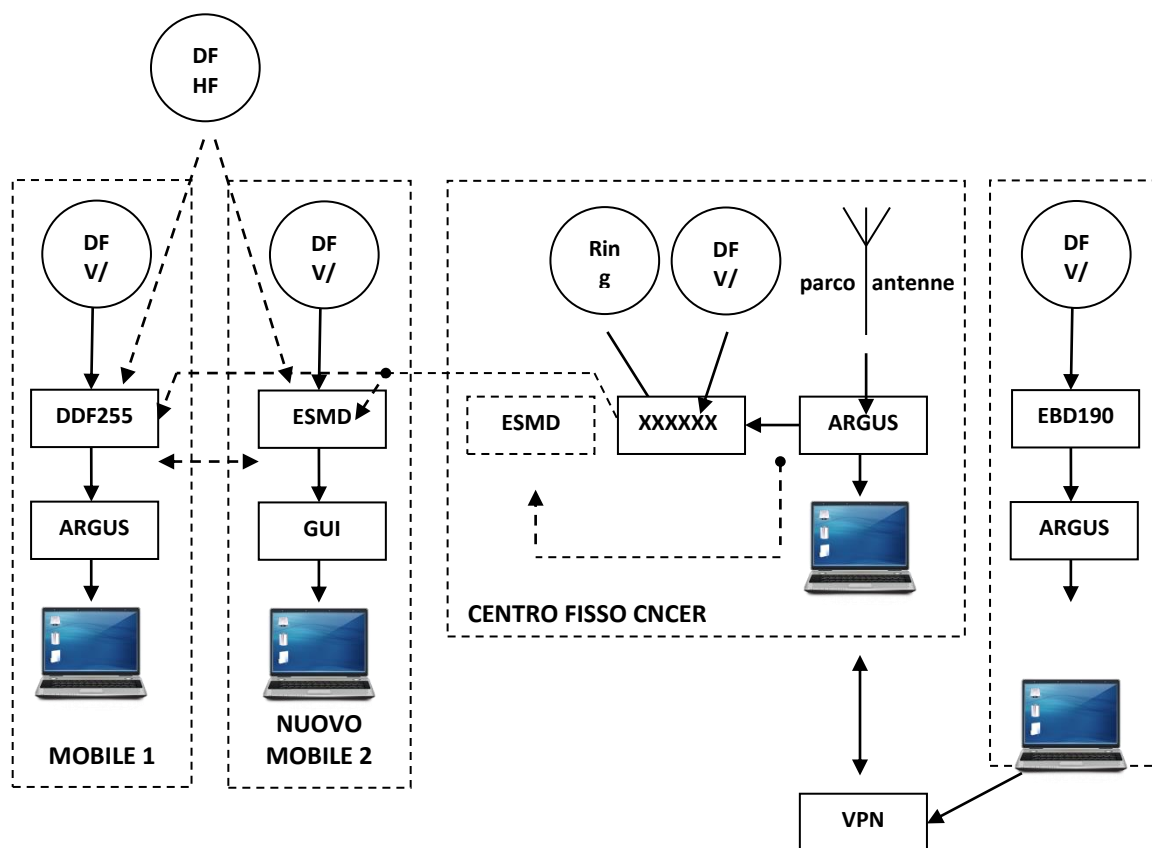 DF
HF
DF
V/
DF
V/
Rin
g
DF
V/
parco antenne
DF
V/
DDF255
ESMD
ESMD
XXXXXX
ARGUS
EBD190
ARGUS
GUI
ARGUS
CENTRO FISSO CNCER
MOBILE 1
NUOVO
MOBILE 2
VPN